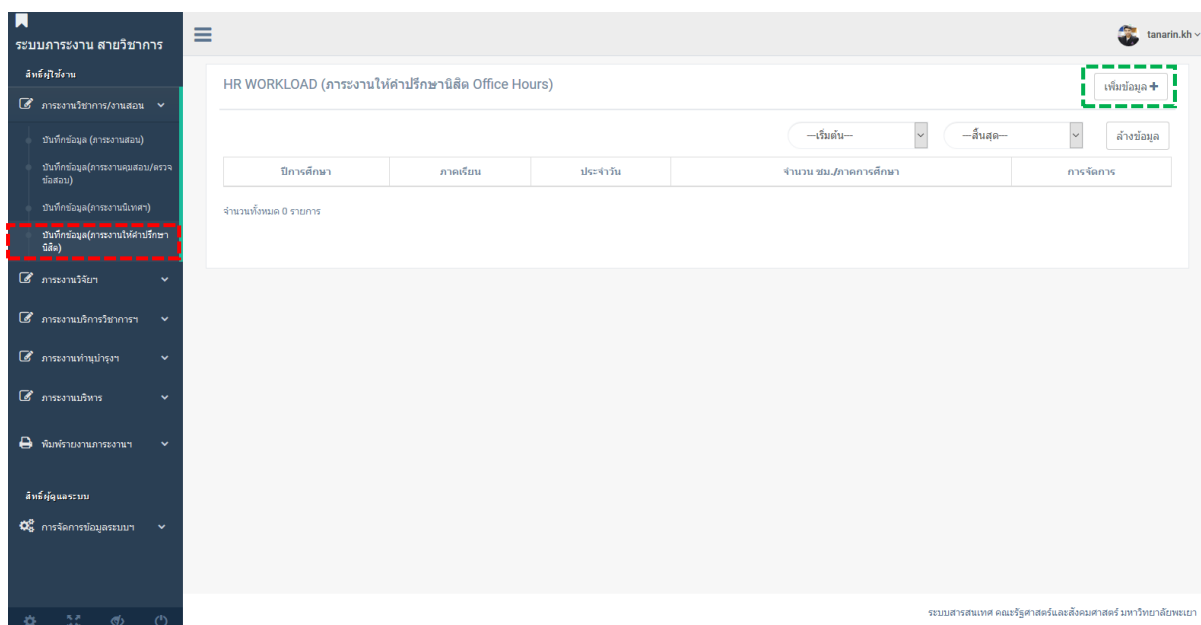 ระบบภาระงาน สายวิชาการ
สิทธิ์ผู้ใช้งาน
ภาระงานวิชาการ/งานสอน
บันทึกข้อมูล (ภาระงานสอน)
บันทึกข้อมูล(ภาระงานคุมสอบ/ตรวจ
ข้อสอบ)
บันทึกข้อมูล(ภาระงานนิเทศฯ)
บันทึกข้อมูล(ภาระงานให้คำปรึกษา
นิสิต)
ภาระงานวิจัยฯ
ภาระงานบริการวิชาการฯ
ภาระงานทำนุบำรุงฯ
ภาระงานบริหาร
พิมพ์รายงานภาระงานฯ
สิทธิ์ผู้ดูแลระบบ
การจัดการข้อมูลระบบฯ
tanarin.kh
HR WORKLOAD (ภาระงานให้คำปรึกษานิสิต Office Hours)
เพิ่มข้อมูล
---เริ่มต้น---
---สิ้นสุด---
ล้างข้อมูล
ปีการศึกษา
ภาคเรียน
ประจำวัน
จำนวน ชม./ภาคการศึกษา
การจัดการ
จำนวนทั้งหมด 0 รายการ
ระบบสารสนเทศ คณะรัฐศาสตร์และสังคมศาสตร์ มหาวิทยาลัยพะเยา